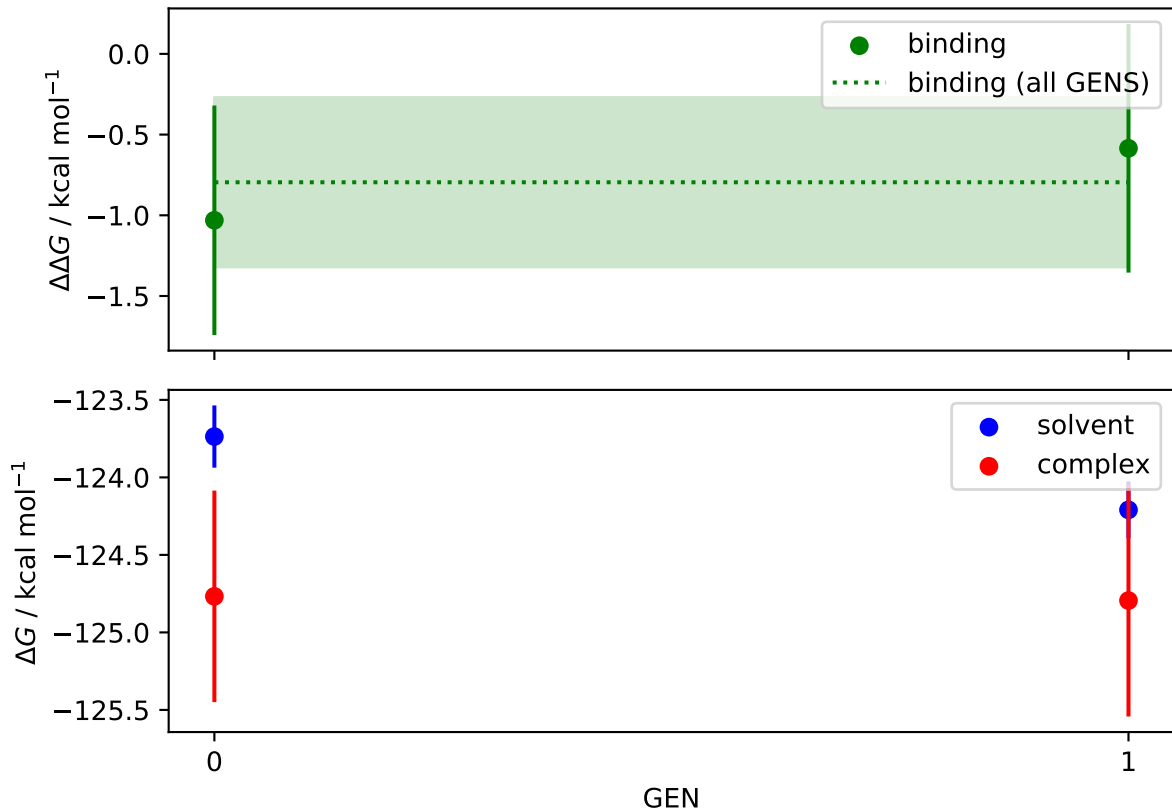 0.0
−0.5
−1.0
−1.5
ΔΔG / kcal mol⁻¹
binding
binding (all GENS)
−123.5
−124.0
−124.5
−125.0
−125.5
ΔG / kcal mol⁻¹
solvent
complex
0 1
GEN